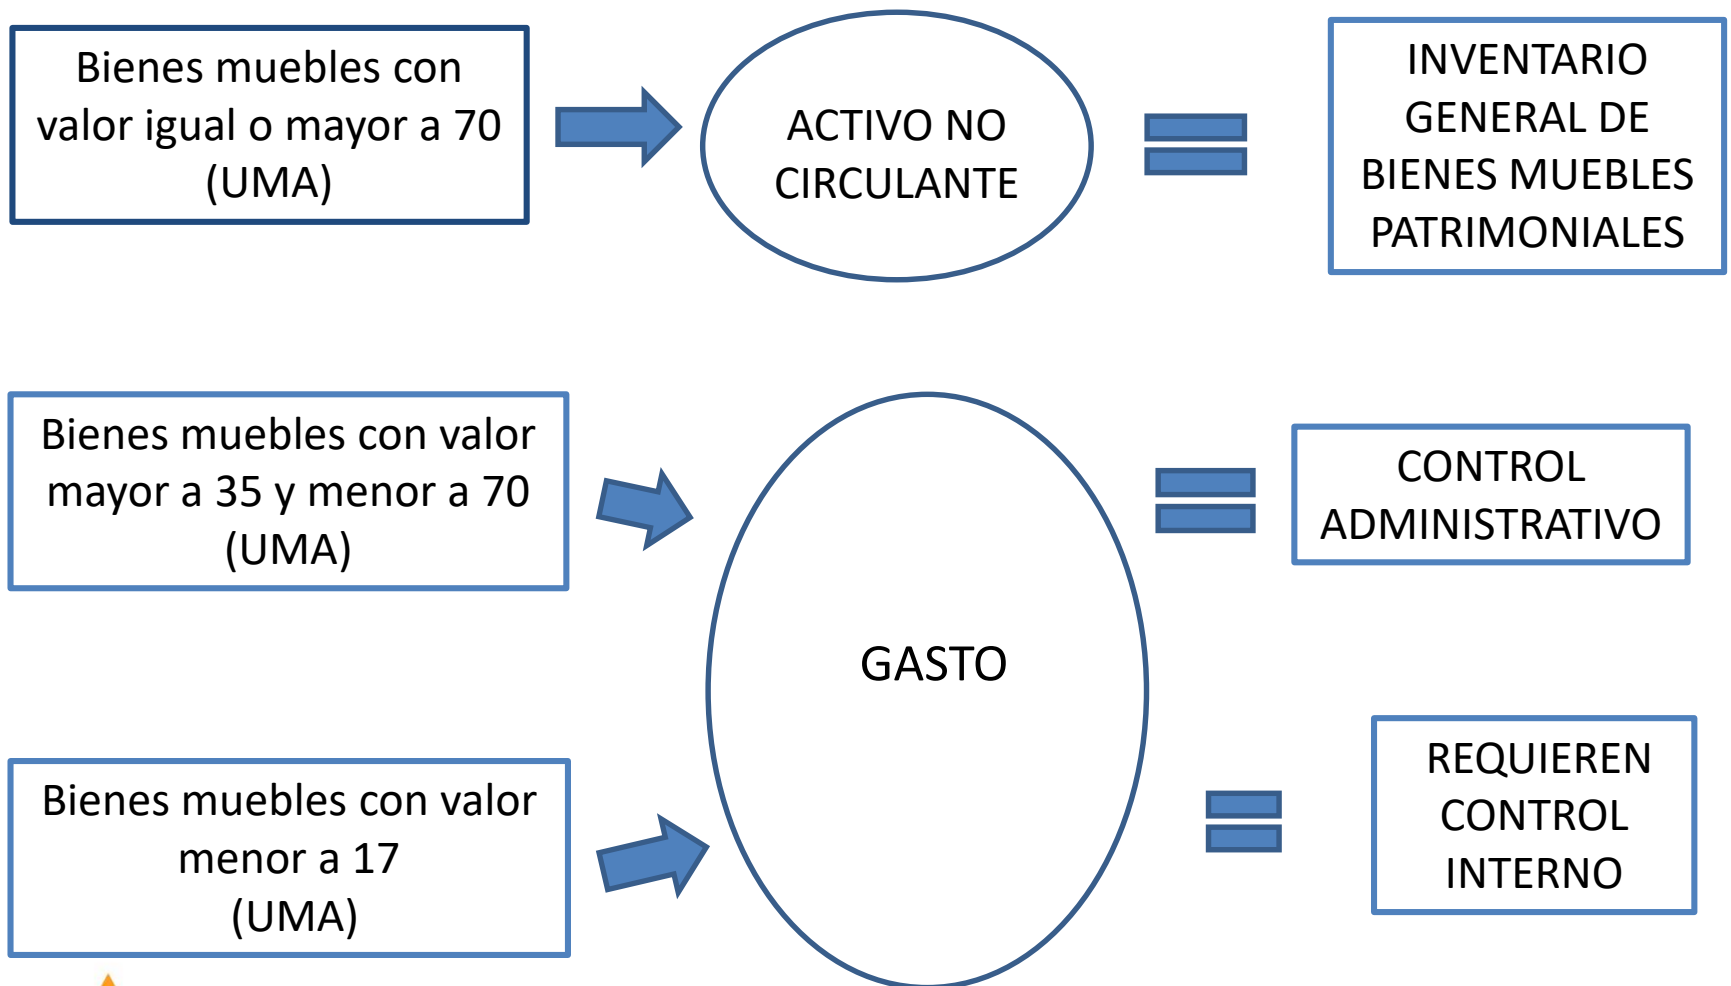 Bienes muebles con
valor igual o mayor a 70
(UMA)
ACTIVO NO
CIRCULANTE
INVENTARIO
GENERAL DE
BIENES MUEBLES
PATRIMONIALES
Bienes muebles con valor
mayor a 35 y menor a 70
(UMA)
GASTO
CONTROL
ADMINISTRATIVO
Bienes muebles con valor
menor a 17
(UMA)
REQUIEREN
CONTROL
INTERNO